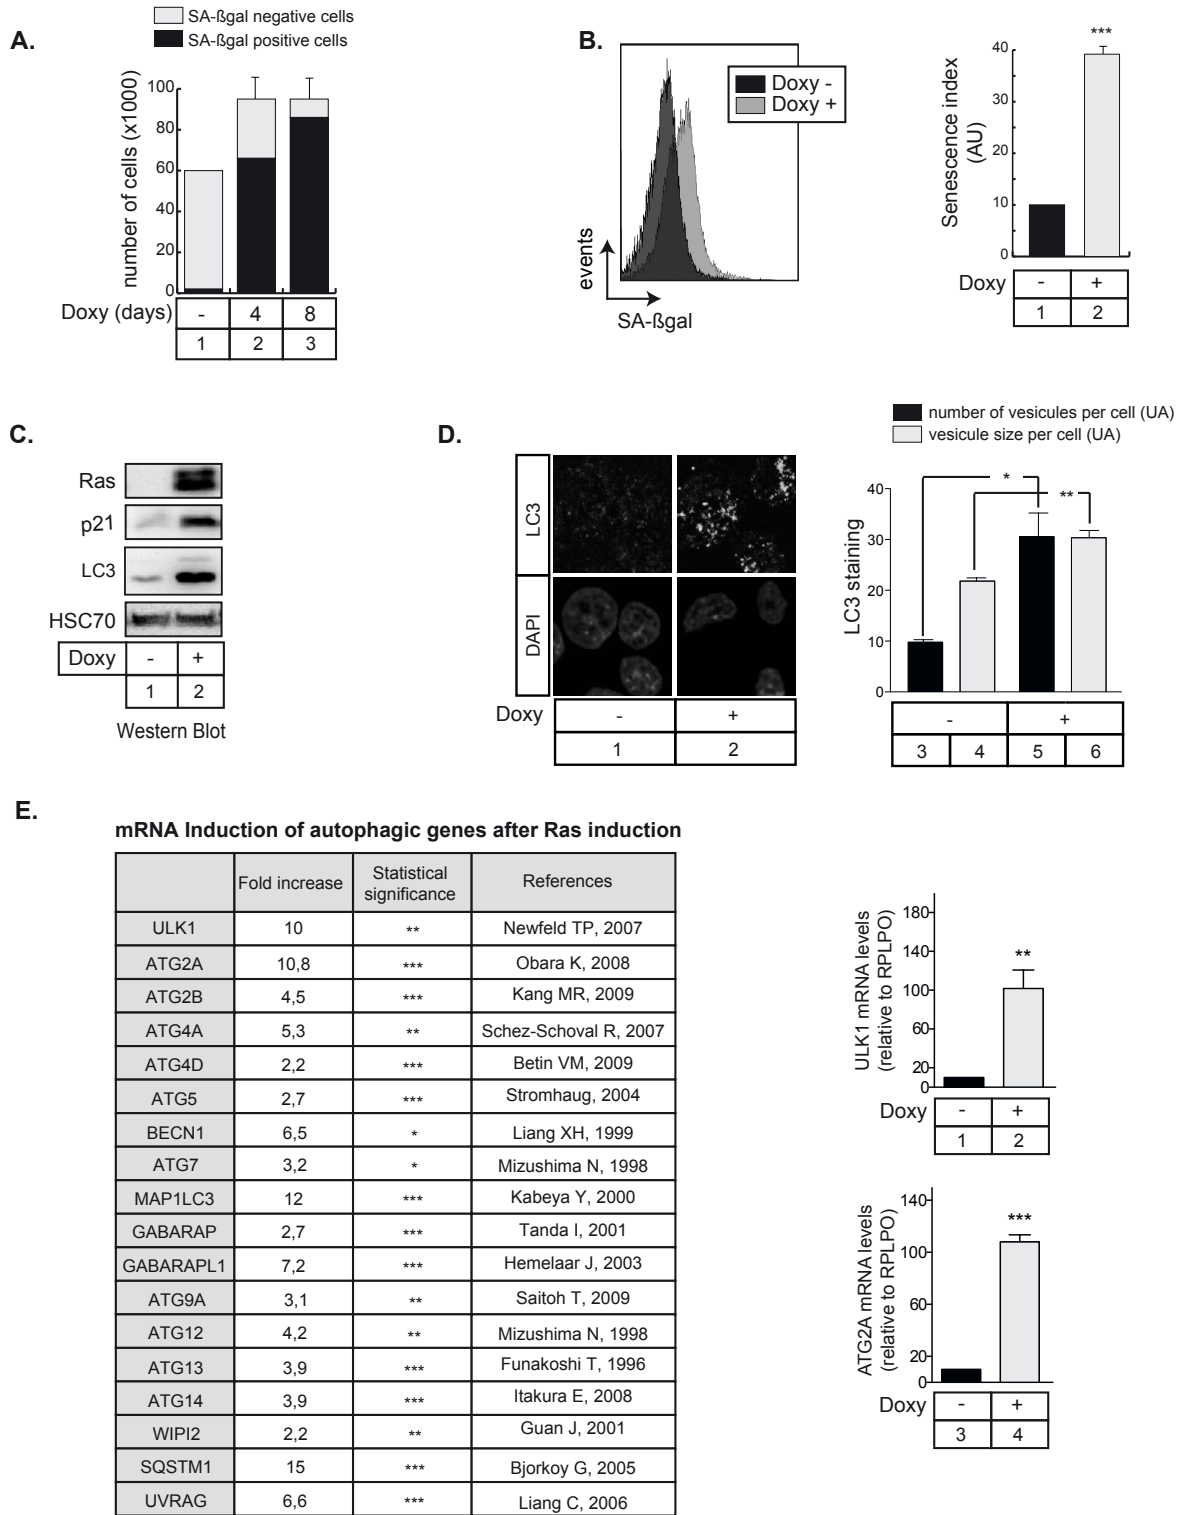 A.
SA-ßgal negative cells
SA-ßgal positive cells
number of cells (x1000)
100
80
60
40
20
0
Doxy (days) - 4 8
1 2 3
B.
Doxy -
Doxy +
events
SA-ßgal
***
Senescence index
(AU)
40
30
20
10
0
Doxy - +
1 2
C.
Ras
p21
LC3
HSC70
Doxy - +
1 2
Western Blot
D.
LC3
DAPI
Doxy - +
1 2
number of vesicules per cell (UA)
vesicule size per cell (UA)
*
**
LC3 staining
40
30
20
10
0
- +
3 4 5 6
E.
mRNA Induction of autophagic genes after Ras induction
Fold increase Statistical significance References
ULK1 10 ** Newfeld TP, 2007
ATG2A 10,8 *** Obara K, 2008
ATG2B 4,5 *** Kang MR, 2009
ATG4A 5,3 ** Schez-Schoval R, 2007
ATG4D 2,2 *** Betin VM, 2009
ATG5 2,7 *** Stromhaug, 2004
BECN1 6,5 * Liang XH, 1999
ATG7 3,2 * Mizushima N, 1998
MAP1LC3 12 *** Kabeya Y, 2000
GABARAP 2,7 *** Tanda I, 2001
GABARAPL1 7,2 *** Hemelaar J, 2003
ATG9A 3,1 ** Saitoh T, 2009
ATG12 4,2 ** Mizushima N, 1998
ATG13 3,9 *** Funakoshi T, 1996
ATG14 3,9 *** Itakura E, 2008
WIPI2 2,2 ** Guan J, 2001
SQSTM1 15 *** Bjorkoy G, 2005
UVRAG 6,6 *** Liang C, 2006
ULK1 mRNA levels
(relative to RPLPO)
180
140
100
60
20
0
**
Doxy - +
1 2
ATG2A mRNA levels
(relative to RPLPO)
140
100
60
20
0
***
Doxy - +
3 4